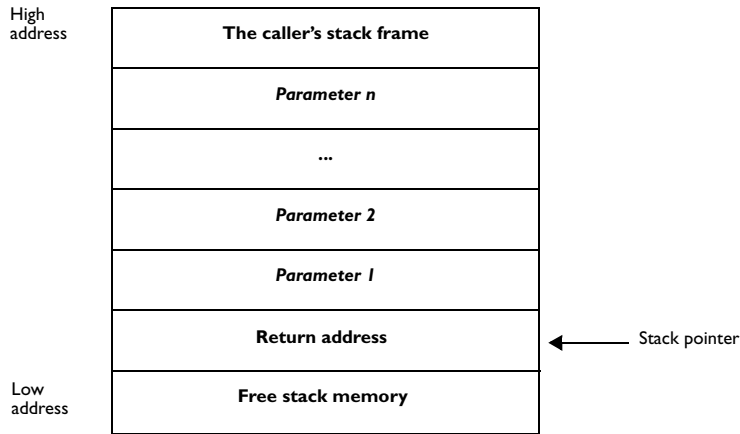 High
address
The caller’s stack frame
Parameter n
...
Parameter 2
Parameter 1
Return address
Stack pointer
Low
address
Free stack memory